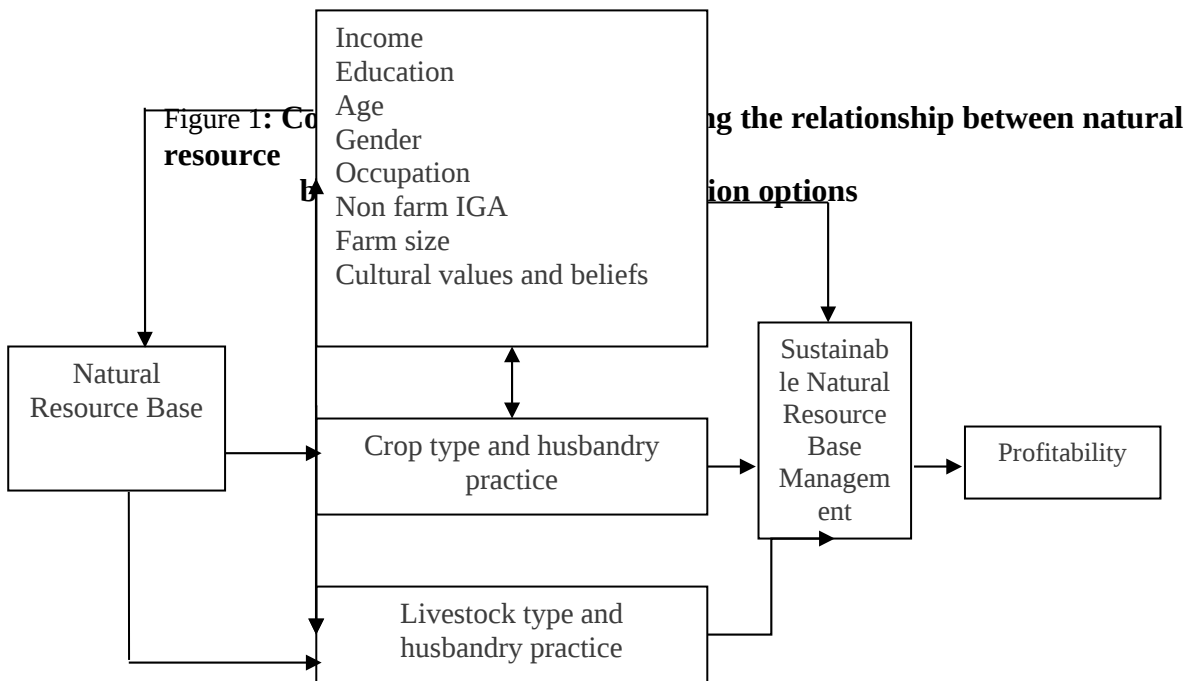 Income
Education
Age
Gender
Occupation
Non farm IGA
Farm size
Cultural values and beliefs
Figure 1: Co
ng the relationship between natural
resource
b
ion options
Natural
Resource Base
Crop type and husbandry
practice
Livestock type and
husbandry practice
Sustainab
le Natural
Resource
Base
Managem
ent
Profitability